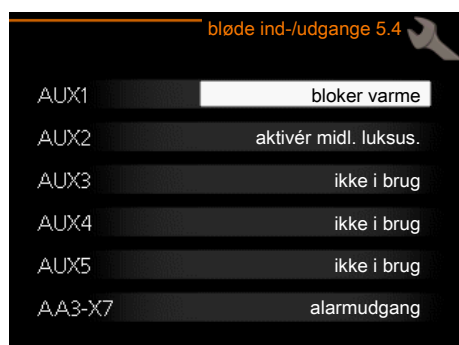 bløde ind-/udgange 5.4
AUX1 bloker varme
AUX2 aktivér midl. luksus.
AUX3 ikke i brug
AUX4 ikke i brug
AUX5 ikke i brug
AA3-X7 alarmudgang